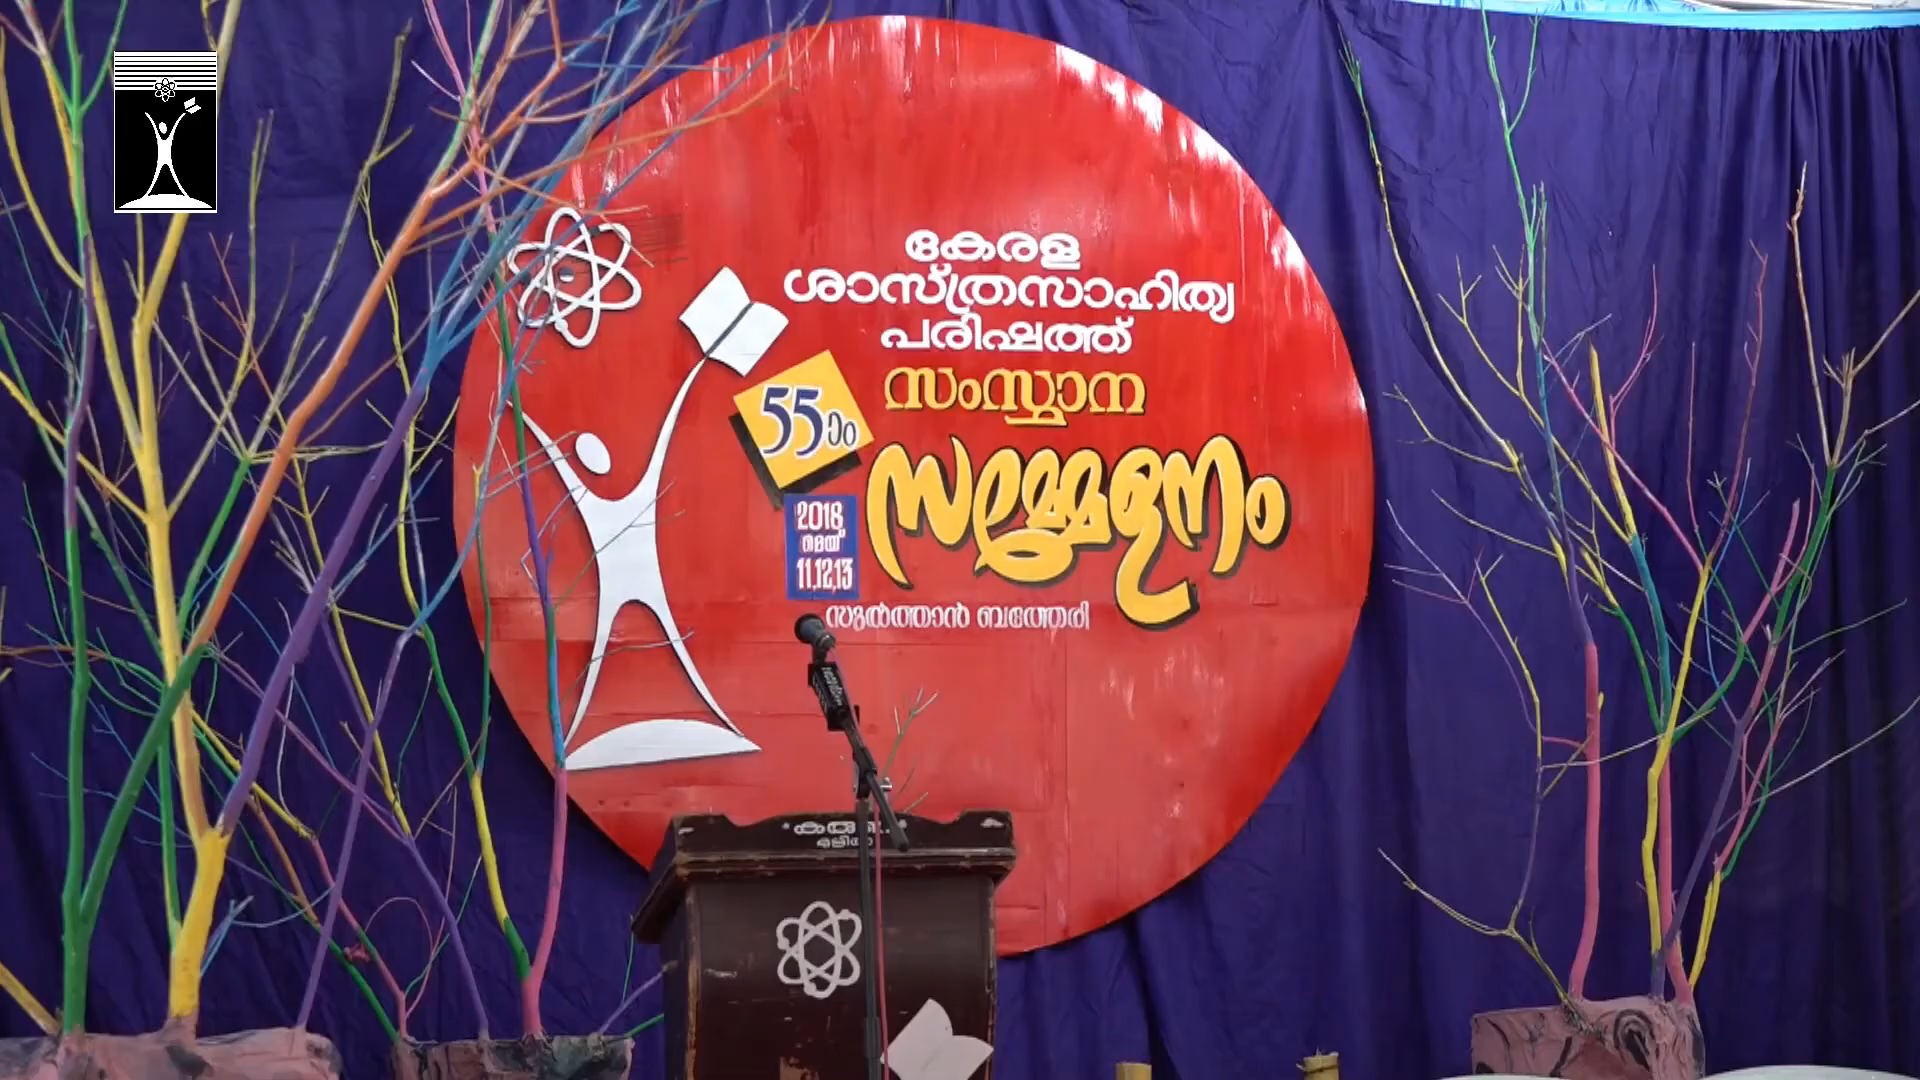 കേരള
ശാസ്ത്രസാഹിത്യ
പരിഷത്ത്
55ാം
സംസ്ഥാന
സമ്മേളനം
2018
മെയ്
11,12,13
സുൽത്താൻ ബത്തേരി